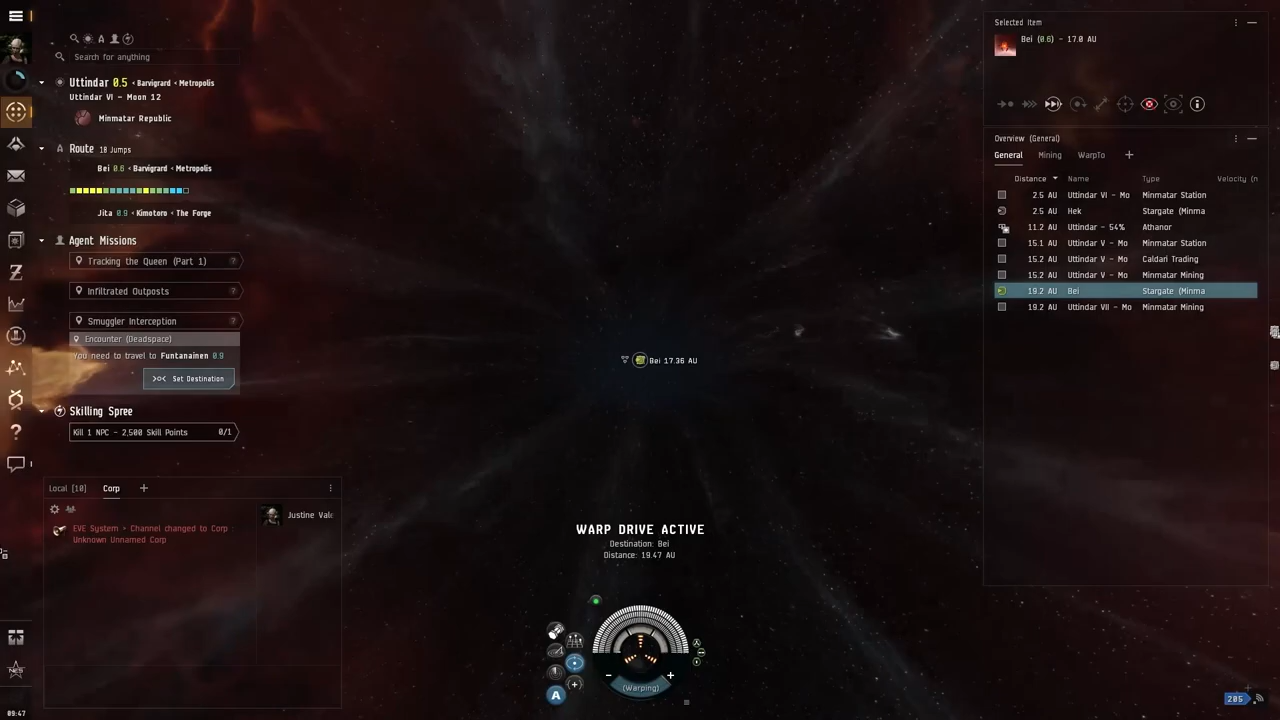 Search for anything
Uttindar 0.5 < Barvigrard < Metropolis
Uttindar VI - Moon 12
Minmatar Republic
Route 18 Jumps
Bei 0.6 < Barvigrard < Metropolis
Jita 0.9 < Kimotoro < The Forge
Agent Missions
Tracking the Queen (Part 1) ?
Infiltrated Outposts ?
Smuggler Interception ?
Encounter (Deadspace)
You need to travel to Funtanainen 0.9
Set Destination
Skilling Spree
Kill 1 NPC - 2,500 Skill Points 0/1
Local [10] Corp +
EVE System > Channel changed to Corp :
Unknown Unnamed Corp
Justine Vale
09:47
NES
Bei 17.36 AU
WARP DRIVE ACTIVE
Destination: Bei
Distance: 19.47 AU
A
- +
(Warping)
Selected Item
Bei (0.6) - 17.0 AU
Overview (General)
General Mining WarpTo +
Distance Name Type Velocity (m
2.5 AU Uttindar VI - Mo Minmatar Station
2.5 AU Hek Stargate (Minma
11.2 AU Uttindar - 54% Athanor
15.1 AU Uttindar V - Mo Minmatar Station
15.2 AU Uttindar V - Mo Caldari Trading
15.2 AU Uttindar V - Mo Minmatar Mining
19.2 AU Bei Stargate (Minma
19.2 AU Uttindar VII - Mo Minmatar Mining
205